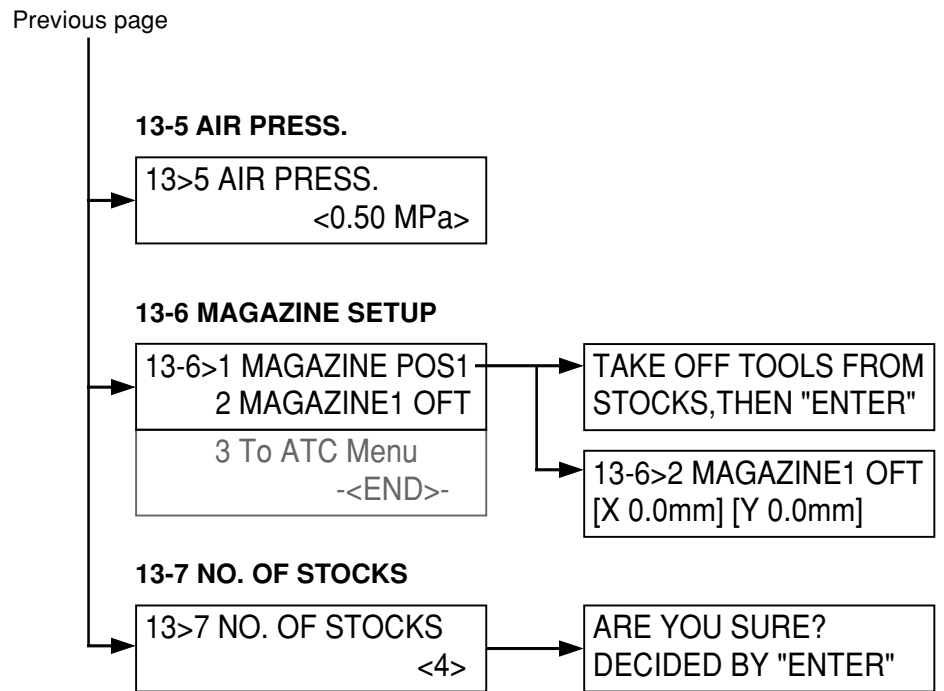 Previous page
13-5 AIR PRESS.
13>5 AIR PRESS.
<0.50 MPa>
13-6 MAGAZINE SETUP
13-6>1 MAGAZINE POS1
2 MAGAZINE1 OFT
3 To ATC Menu
-<END>-
TAKE OFF TOOLS FROM
STOCKS,THEN "ENTER"
13-6>2 MAGAZINE1 OFT
[X 0.0mm] [Y 0.0mm]
13-7 NO. OF STOCKS
13>7 NO. OF STOCKS
<4>
ARE YOU SURE?
DECIDED BY "ENTER"